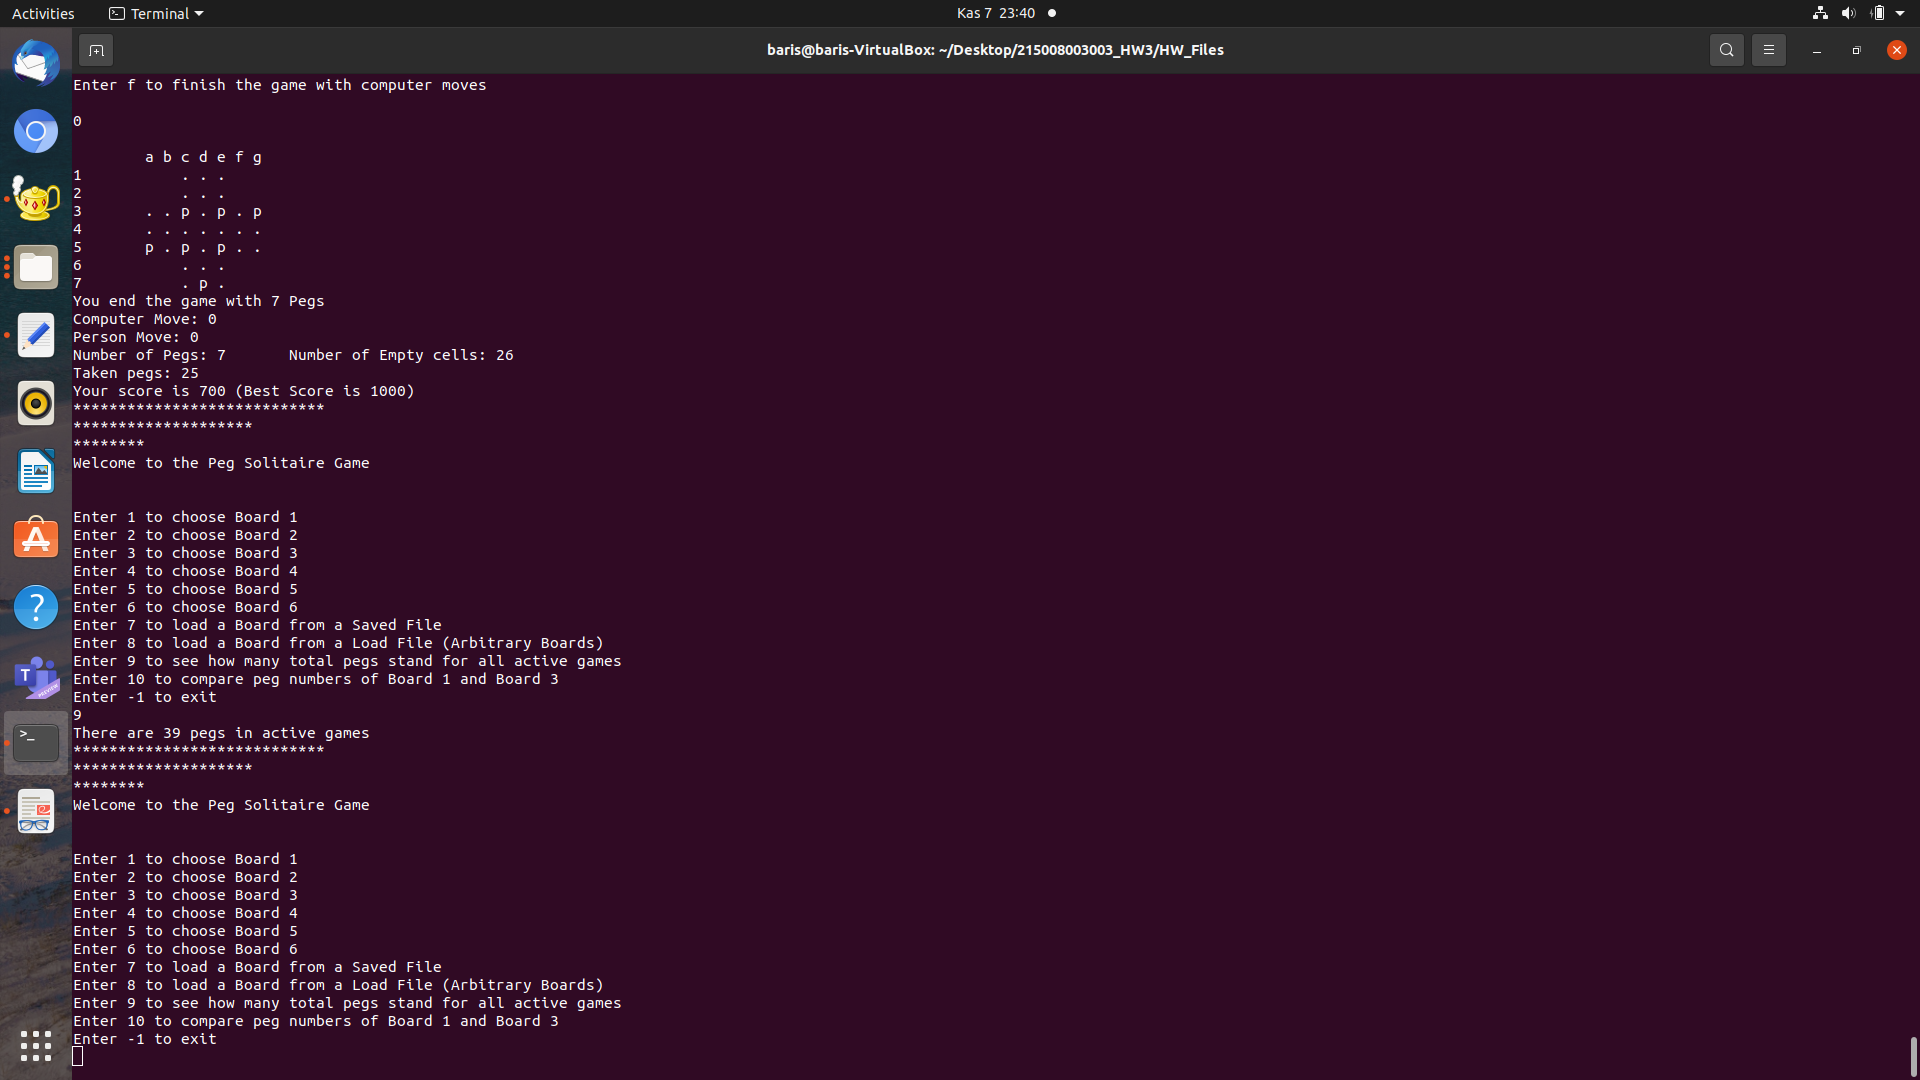 Activities Terminal Kas 7 23:40
baris@baris-VirtualBox: ~/Desktop/215008003003_HW3/HW_Files
Enter f to finish the game with computer moves
0
a b c d e f g
1 . . .
2 . . .
3 . . p . p . p
4 . . . . . . .
5 p . p . p . .
6 . . .
7 . p .
You end the game with 7 Pegs
Computer Move: 0
Person Move: 0
Number of Pegs: 7 Number of Empty cells: 26
Taken pegs: 25
Your score is 700 (Best Score is 1000)
****************************
********************
********
Welcome to the Peg Solitaire Game
Enter 1 to choose Board 1
Enter 2 to choose Board 2
Enter 3 to choose Board 3
Enter 4 to choose Board 4
Enter 5 to choose Board 5
Enter 6 to choose Board 6
Enter 7 to load a Board from a Saved File
Enter 8 to load a Board from a Load File (Arbitrary Boards)
Enter 9 to see how many total pegs stand for all active games
Enter 10 to compare peg numbers of Board 1 and Board 3
Enter -1 to exit
9
There are 39 pegs in active games
****************************
********************
********
Welcome to the Peg Solitaire Game
Enter 1 to choose Board 1
Enter 2 to choose Board 2
Enter 3 to choose Board 3
Enter 4 to choose Board 4
Enter 5 to choose Board 5
Enter 6 to choose Board 6
Enter 7 to load a Board from a Saved File
Enter 8 to load a Board from a Load File (Arbitrary Boards)
Enter 9 to see how many total pegs stand for all active games
Enter 10 to compare peg numbers of Board 1 and Board 3
Enter -1 to exit